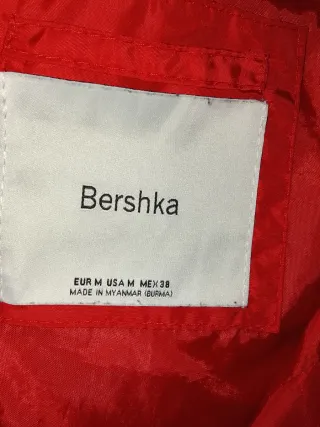 Bershka
EUR M USA M MEX 38
MADE IN MYANMAR (BURMA)